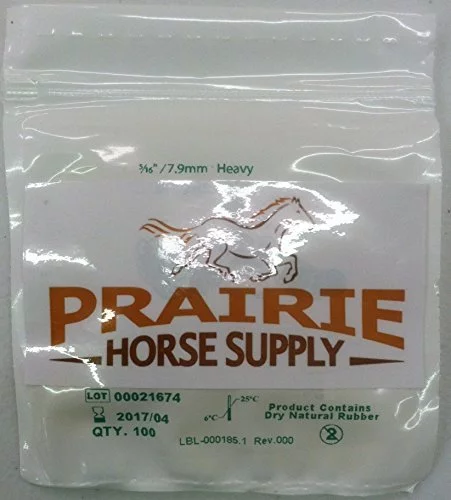 5/16" / 7.9mm Heavy
PRAIRIE
HORSE SUPPLY
LOT 00021674
2017/04
QTY. 100
6°C 25°C
Product Contains
Dry Natural Rubber
2
LBL-000185.1 Rev.000